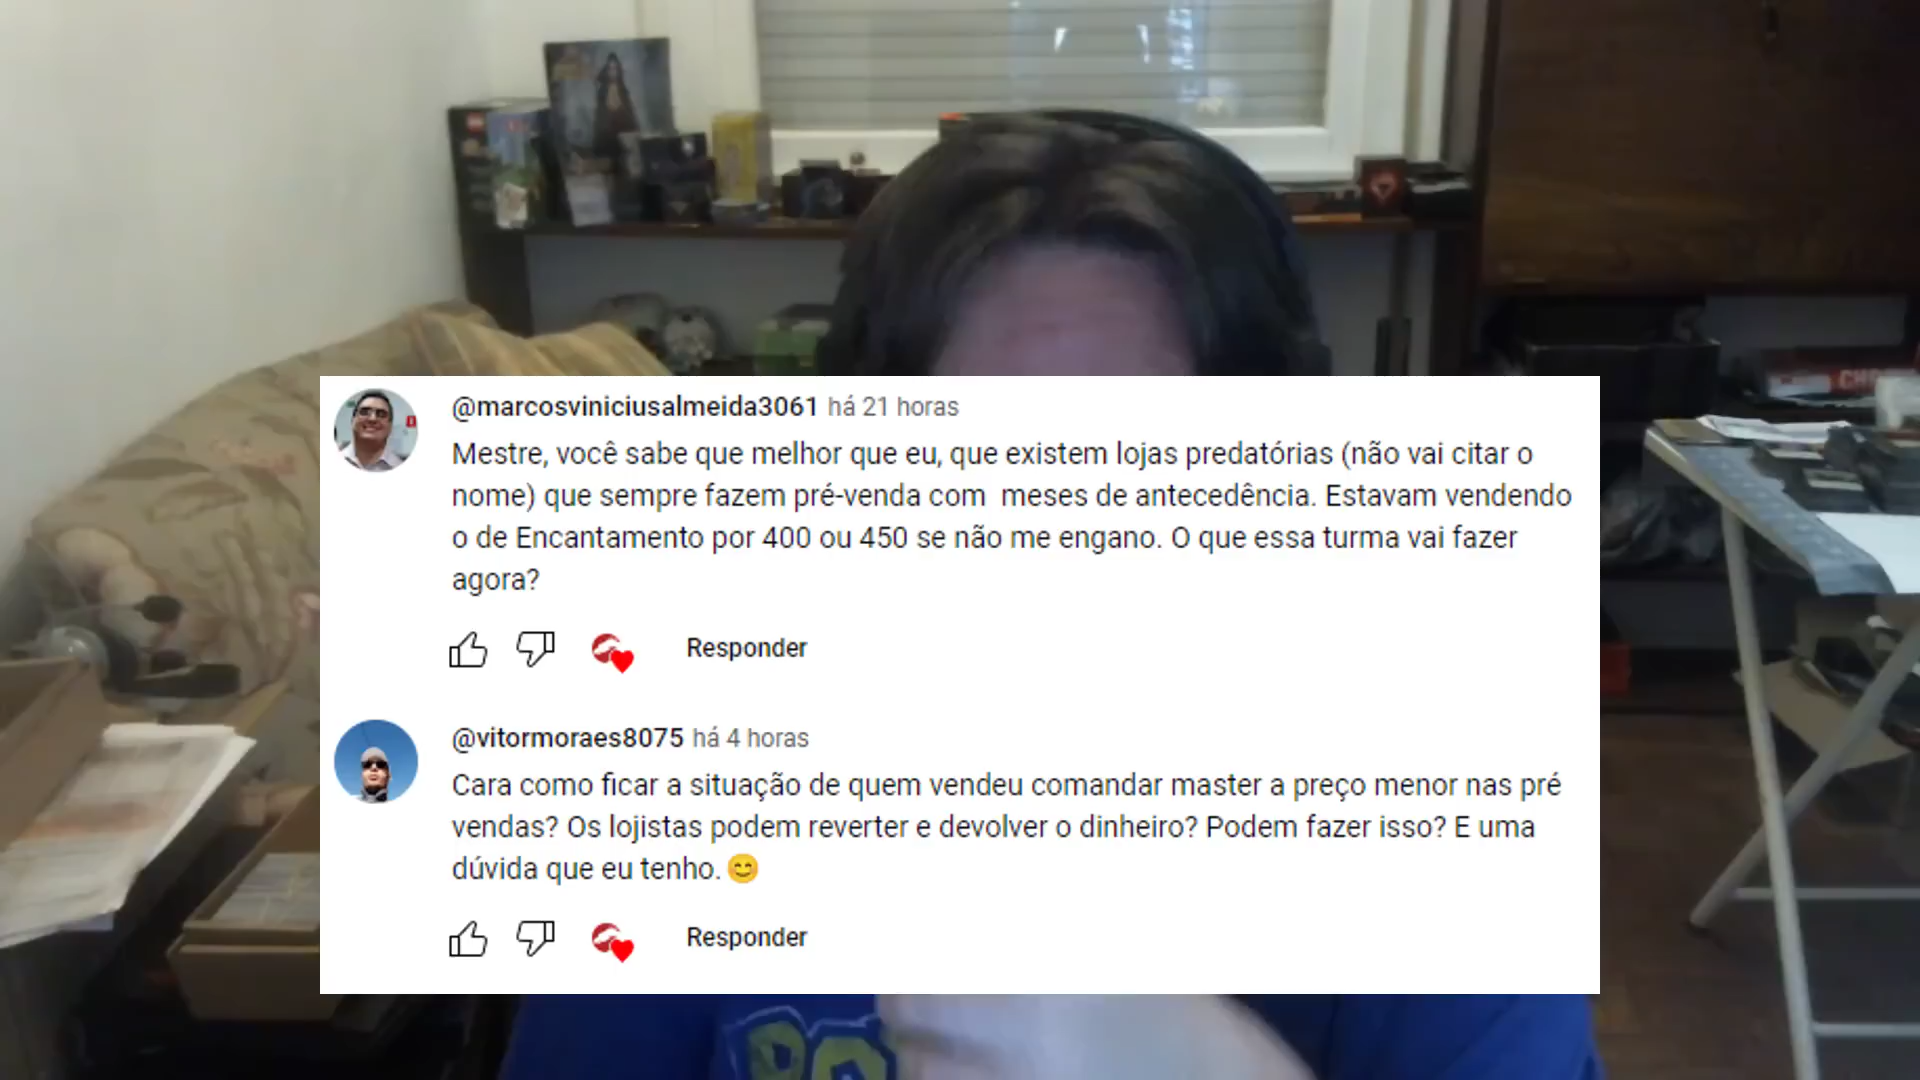 @marcosviniciusalmeida3061 há 21 horas
Mestre, você sabe que melhor que eu, que existem lojas predatórias (não vai citar o
nome) que sempre fazem pré-venda com meses de antecedência. Estavam vendendo
o de Encantamento por 400 ou 450 se não me engano. O que essa turma vai fazer
agora?
Responder
@vitormoraes8075 há 4 horas
Cara como ficar a situação de quem vendeu comandar master a preço menor nas pré
vendas? Os lojistas podem reverter e devolver o dinheiro? Podem fazer isso? E uma
dúvida que eu tenho. 😊
Responder